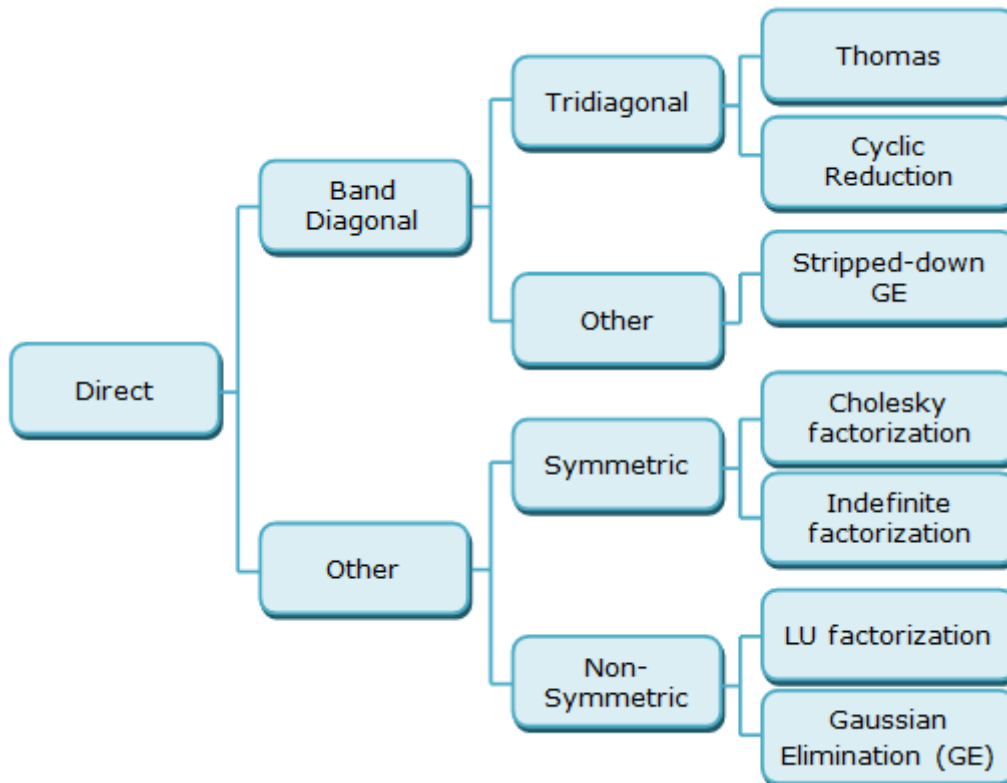 Direct
Band
Diagonal
Other
Tridiagonal
Other
Symmetric
Non-
Symmetric
Thomas
Cyclic
Reduction
Stripped-down
GE
Cholesky
factorization
Indefinite
factorization
LU factorization
Gaussian
Elimination (GE)